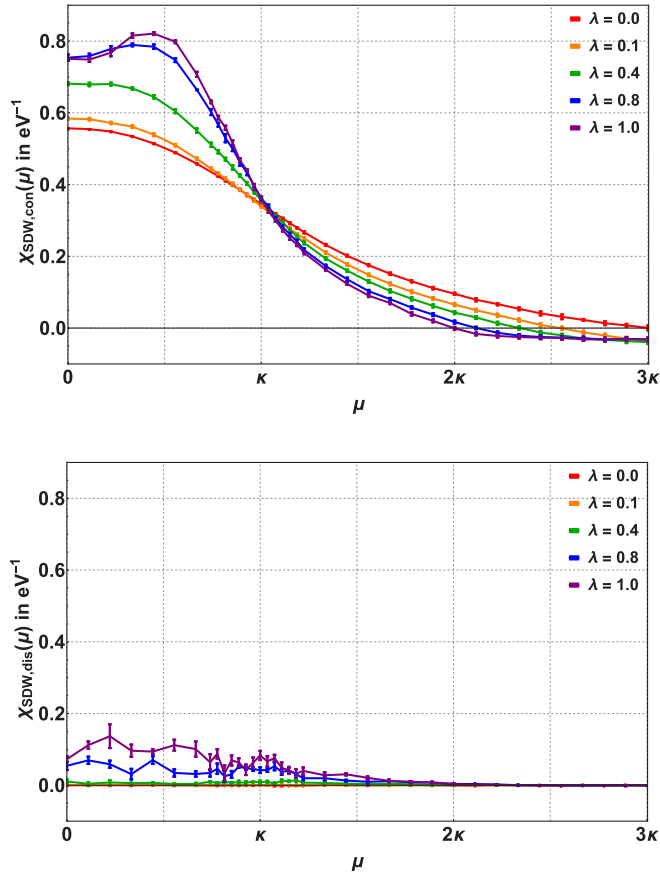 χSDW,con(μ) in eV⁻¹
0.8
0.6
0.4
0.2
0.0
0
κ
2κ
3κ
μ
λ = 0.0
λ = 0.1
λ = 0.4
λ = 0.8
λ = 1.0
χSDW,dis(μ) in eV⁻¹
0.8
0.6
0.4
0.2
0.0
0
κ
2κ
3κ
μ
λ = 0.0
λ = 0.1
λ = 0.4
λ = 0.8
λ = 1.0